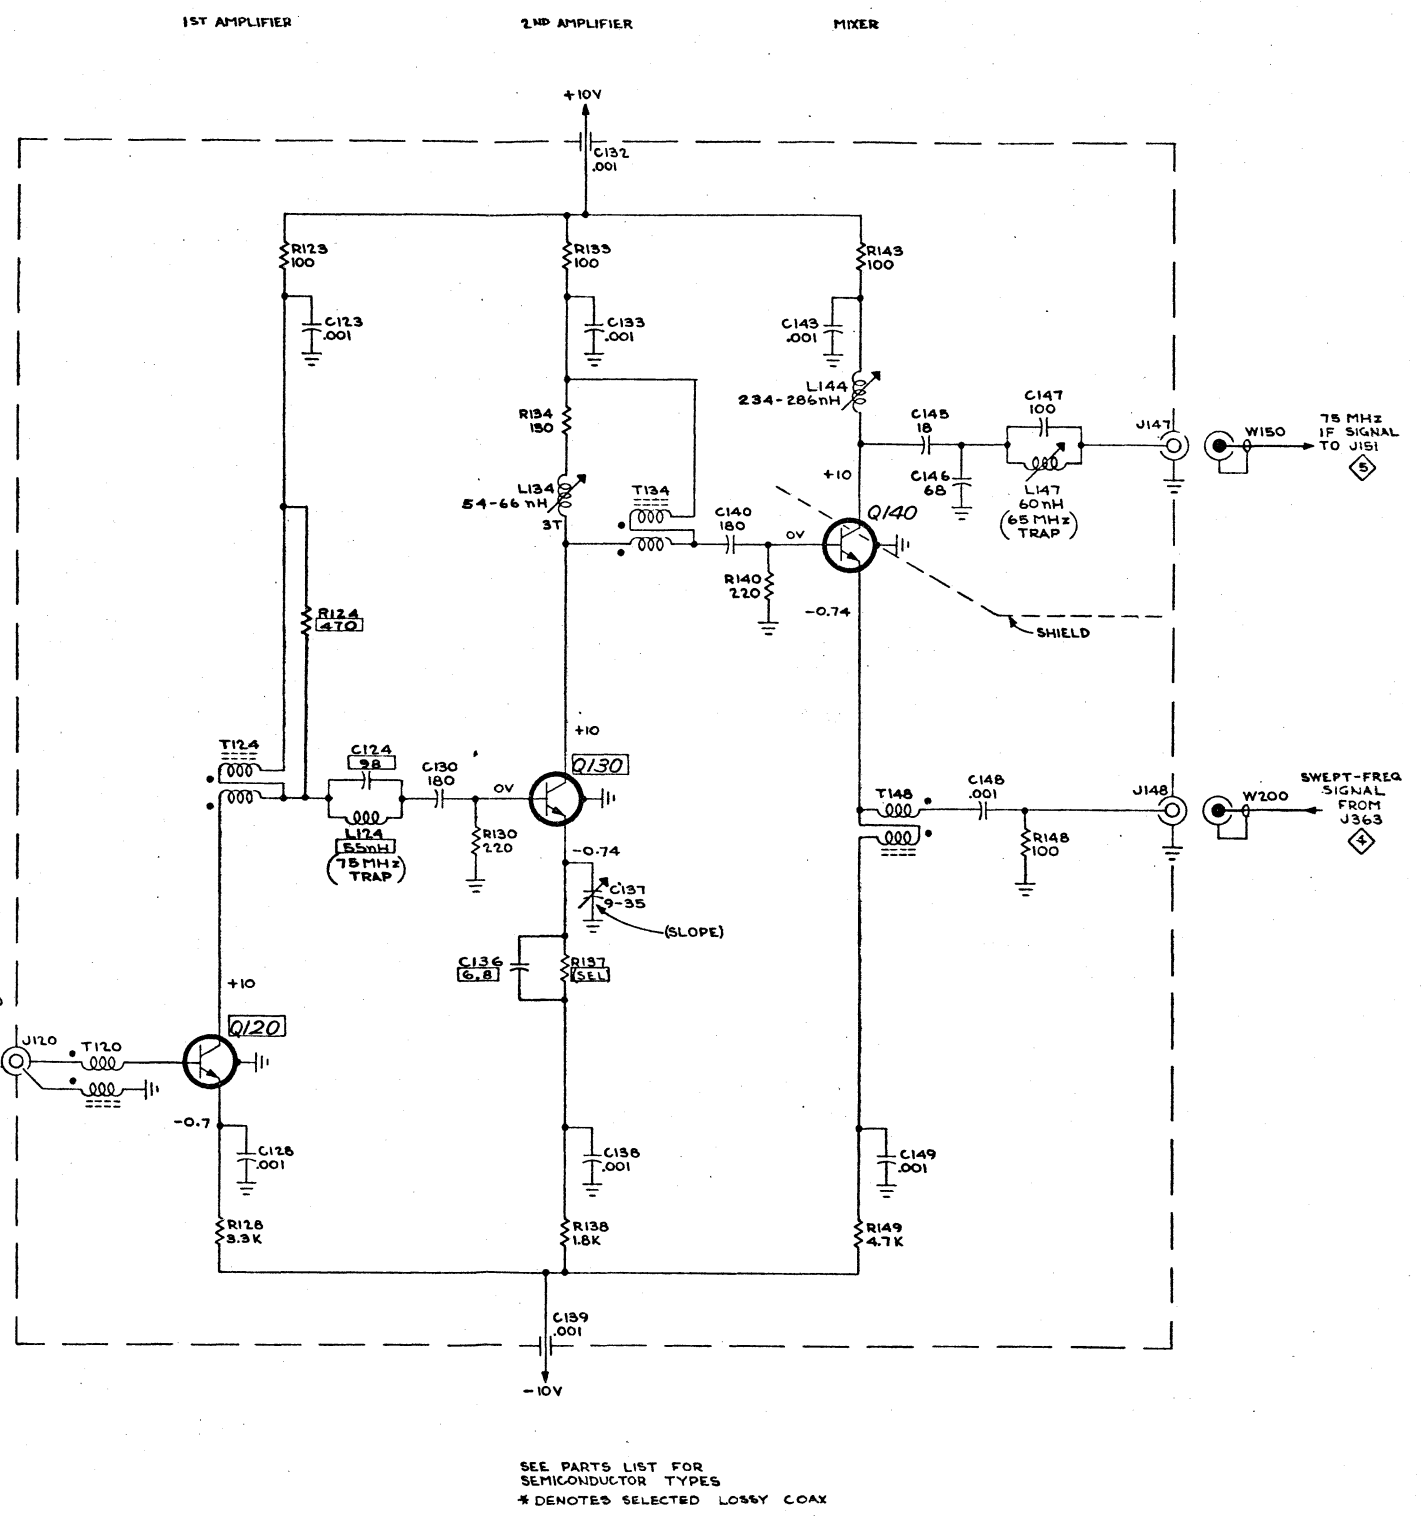 1ST AMPLIFIER
2ND AMPLIFIER
MIXER
+10V
C132
.001
R123
100
R133
100
R143
100
C123
.001
C133
.001
C143
.001
L144
234-286nH
R134
150
C145
18
C147
100
J147
W150
75 MHz
IF SIGNAL
TO J151
5
L134
54-66 nH
3T
T134
C140
180
+10
C146
68
L147
60nH
(65 MHz
TRAP)
Q140
0V
R140
220
-0.74
SHIELD
R124
470
+10
T124
C124
98
C130
180
0V
Q130
L124
55nH
(75 MHz
TRAP)
R130
220
-0.74
C137
9-35
(SLOPE)
T148
C148
.001
R148
100
J148
W200
SWEPT-FREQ
SIGNAL
FROM
J363
4
C136
6.8
R137
(SEL)
+10
Q120
J120
T120
-0.7
C128
.001
C138
.001
C149
.001
R128
3.3K
R138
1.8K
R149
4.7K
C139
.001
-10V
SEE PARTS LIST FOR
SEMICONDUCTOR TYPES
* DENOTES SELECTED LOSSY COAX